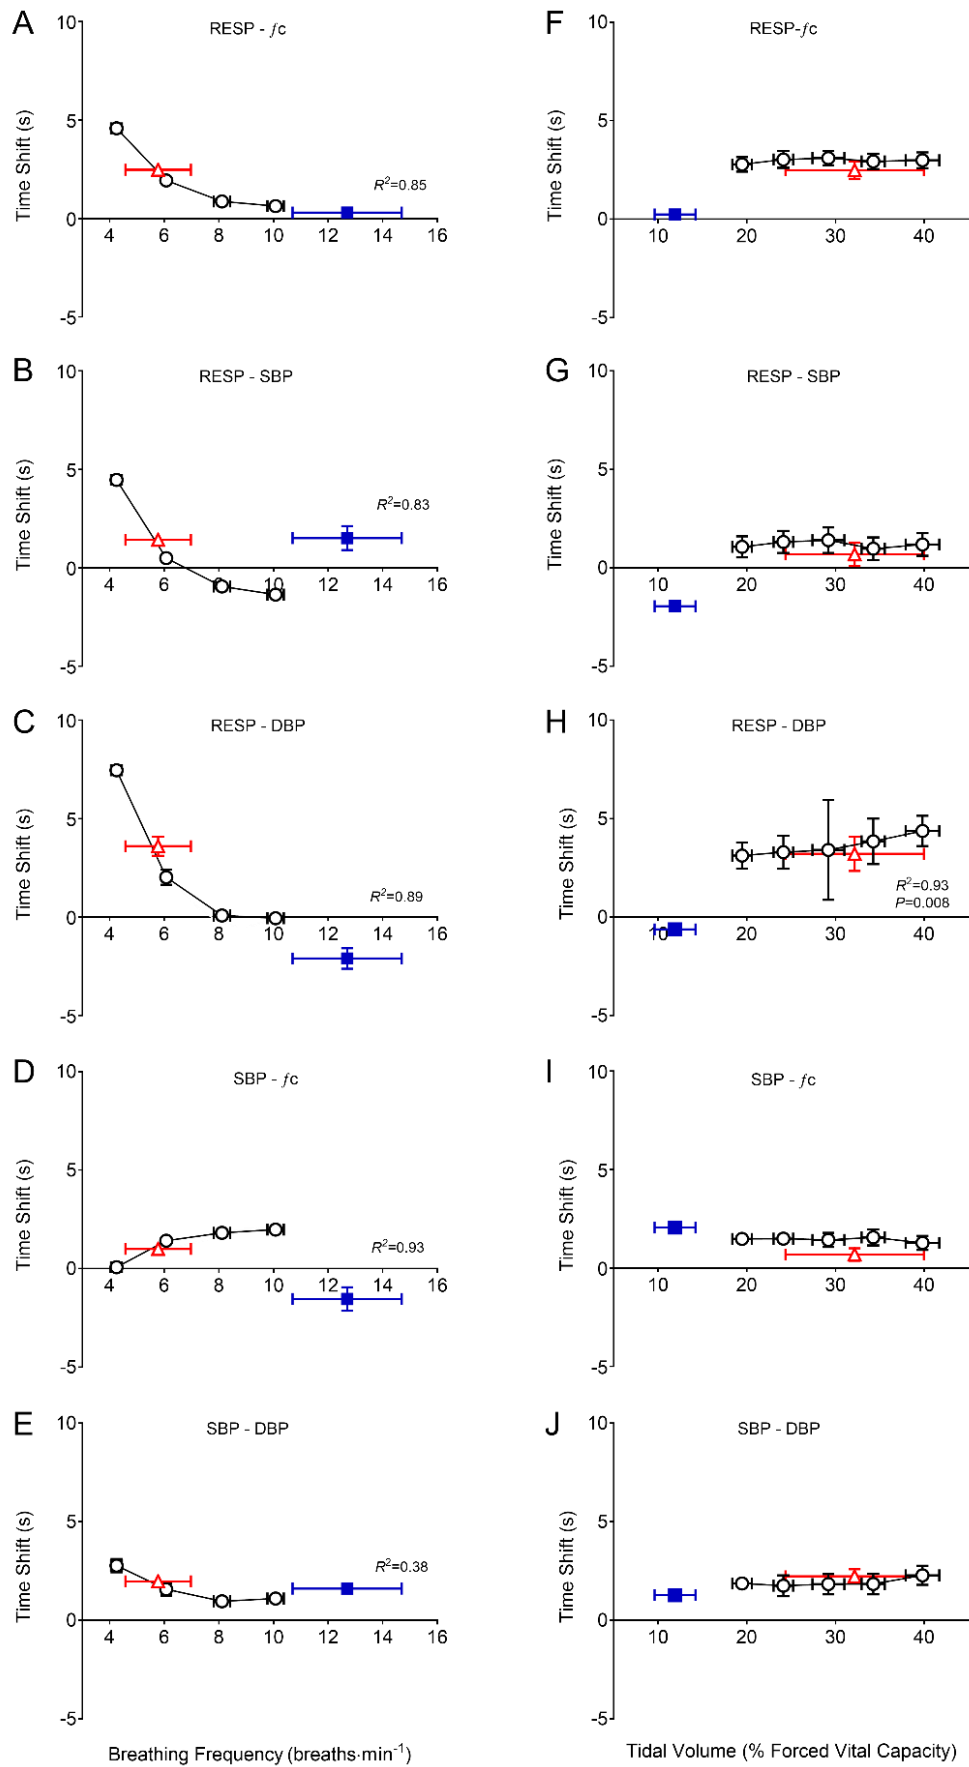 A
RESP - fc
10
5
0
-5
Time Shift (s)
R²=0.85
4 6 8 10 12 14 16
F
RESP-fc
10
5
0
-5
Time Shift (s)
10 20 30 40
B
RESP - SBP
10
5
0
-5
Time Shift (s)
R²=0.83
4 6 8 10 12 14 16
G
RESP - SBP
10
5
0
-5
Time Shift (s)
10 20 30 40
C
RESP - DBP
10
5
0
-5
Time Shift (s)
R²=0.89
4 6 8 10 12 14 16
H
RESP - DBP
10
5
0
-5
Time Shift (s)
R²=0.93
P=0.008
20 30 40
D
SBP - fc
10
5
0
-5
Time Shift (s)
R²=0.93
4 6 8 10 12 14 16
I
SBP - fc
10
5
0
-5
Time Shift (s)
10 20 30 40
E
SBP - DBP
10
5
0
-5
Time Shift (s)
R²=0.38
4 6 8 10 12 14 16
Breathing Frequency (breaths·min⁻¹)
J
SBP - DBP
10
5
0
-5
Time Shift (s)
10 20 30 40
Tidal Volume (% Forced Vital Capacity)